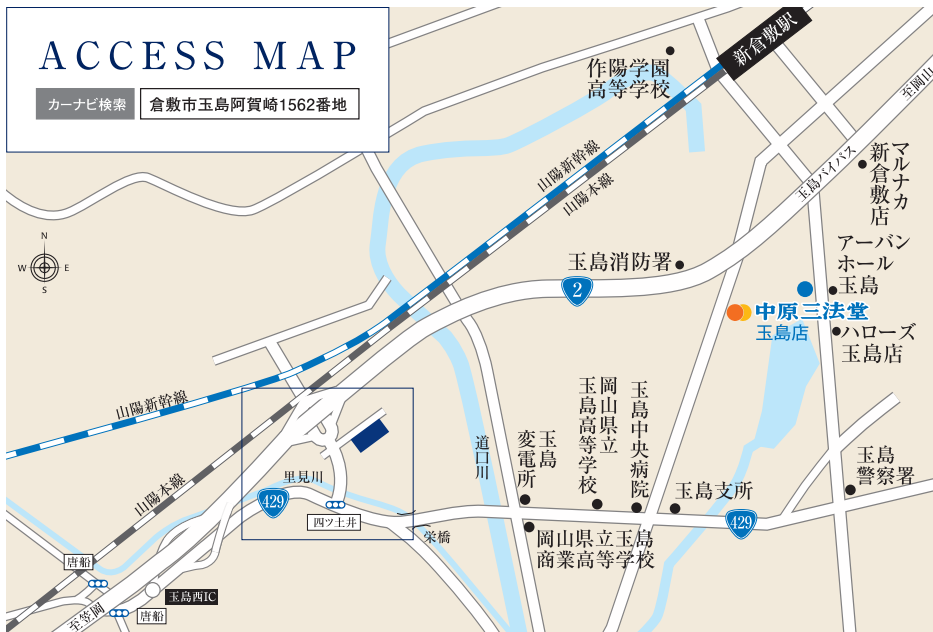 ACCESS MAP
カーナビ検索
倉敷市玉島阿賀崎1562番地
新倉敷駅
作陽学園
高等学校
至岡山
山陽新幹線
山陽本線
玉島バイパス
マルナカ
新倉敷店
N
W
E
S
玉島消防署
2
アーバン
ホール
玉島
中原三法堂
玉島店
ハローズ
玉島店
山陽新幹線
山陽本線
里見川
429
四ツ土井
栄橋
道口川
玉島
変電所
岡山県立
玉島高等学校
玉島中央病院
玉島支所
429
玉島
警察署
岡山県立玉島
商業高等学校
唐船
玉島西IC
唐船
至笠岡